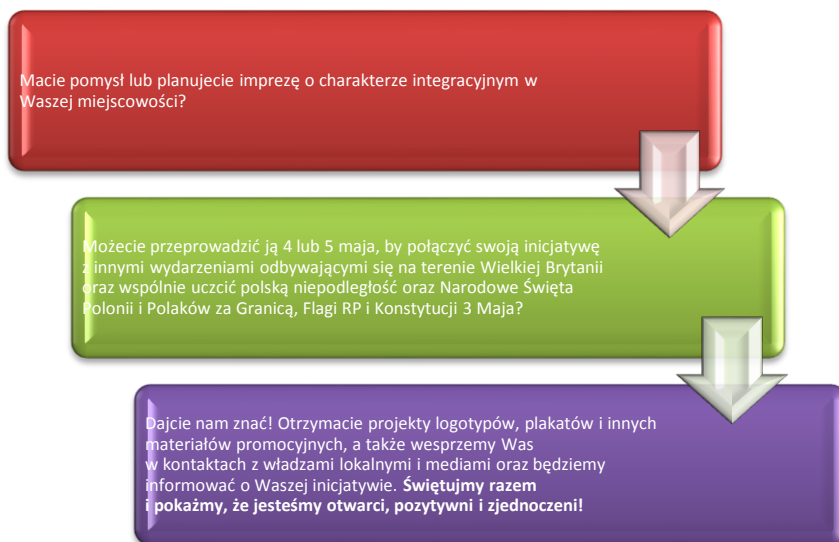 Macie pomysł lub planujecie imprezę o charakterze integracyjnym w
Waszej miejscowości?
Możecie przeprowadzić ją 4 lub 5 maja, by połączyć swoją inicjatywę
z innymi wydarzeniami odbywającymi się na terenie Wielkiej Brytanii
oraz wspólnie uczcić polską niepodległość oraz Narodowe Święta
Polonii i Polaków za Granicą, Flagi RP i Konstytucji 3 Maja?
Dajcie nam znać! Otrzymacie projekty logotypów, plakatów i innych
materiałów promocyjnych, a także wesprzemy Was
w kontaktach z władzami lokalnymi i mediami oraz będziemy
informować o Waszej inicjatywie. Świętujmy razem
i pokażmy, że jesteśmy otwarci, pozytywni i zjednoczeni!